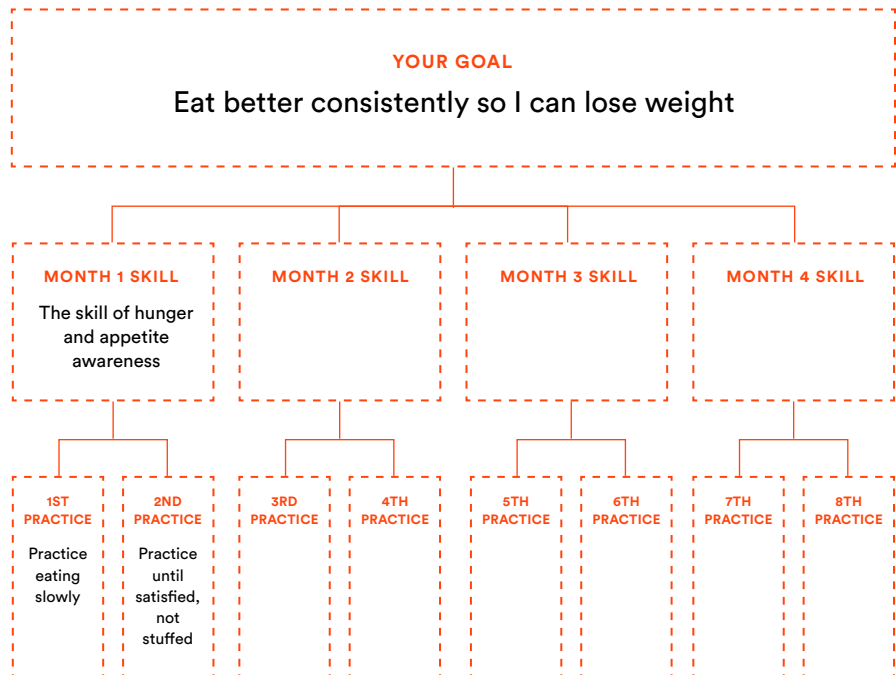 YOUR GOAL
Eat better consistently so I can lose weight
MONTH 1 SKILL
The skill of hunger
and appetite
awareness
MONTH 2 SKILL
MONTH 3 SKILL
MONTH 4 SKILL
1ST
PRACTICE
Practice
eating
slowly
2ND
PRACTICE
Practice
until
satisfied,
not
stuffed
3RD
PRACTICE
4TH
PRACTICE
5TH
PRACTICE
6TH
PRACTICE
7TH
PRACTICE
8TH
PRACTICE